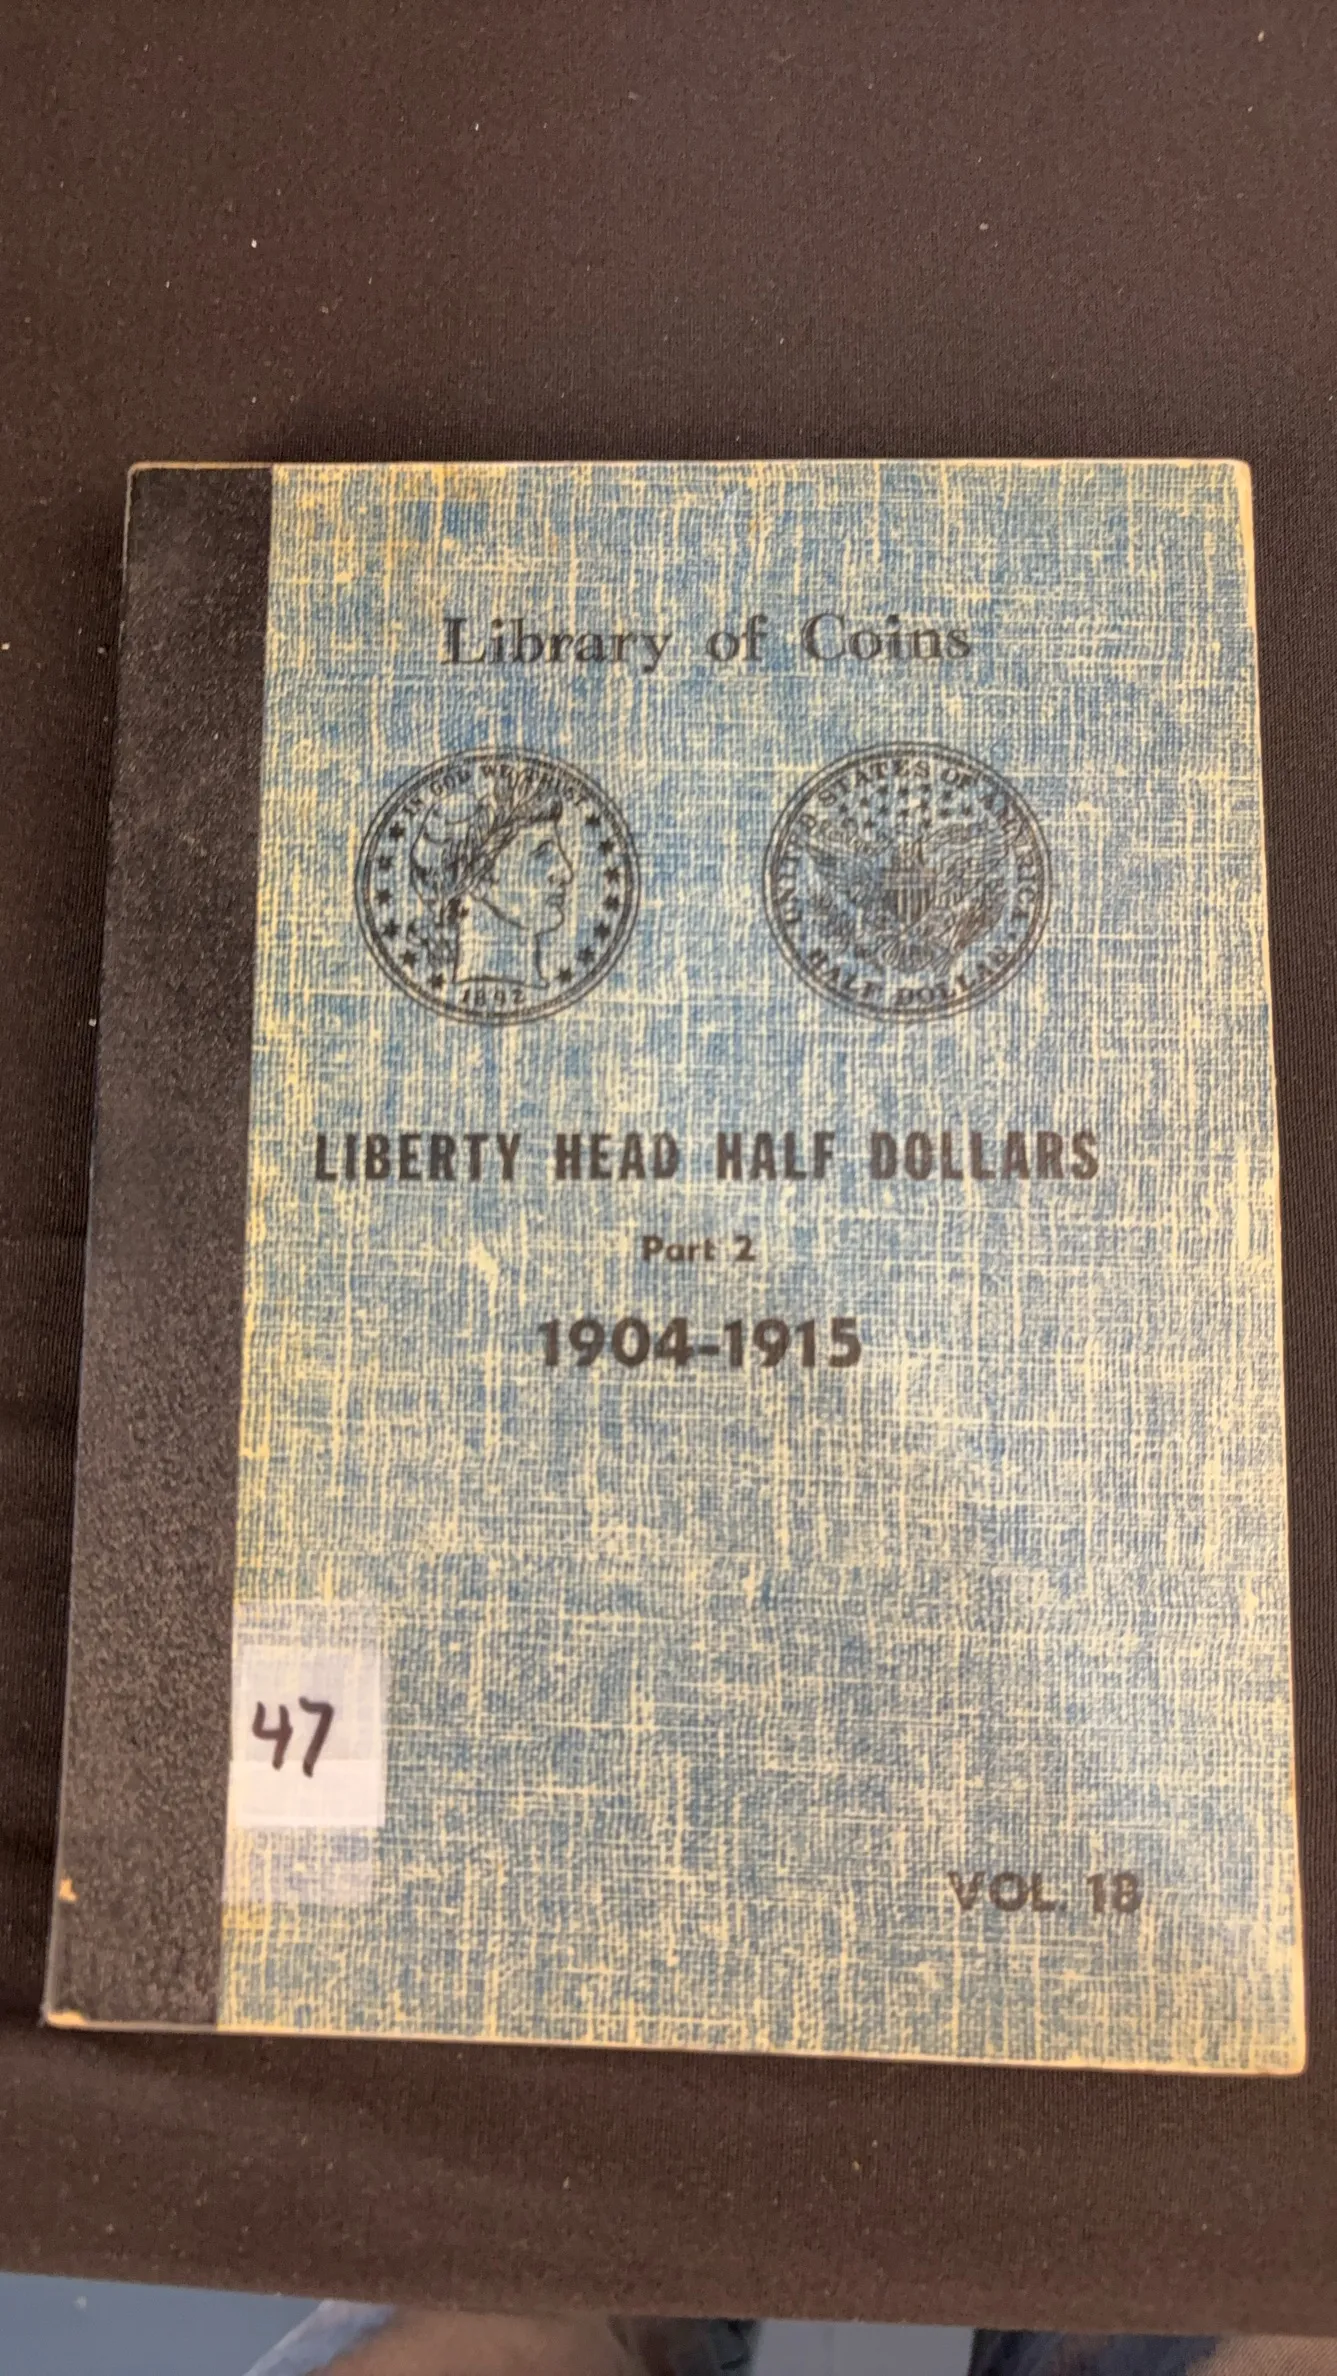 Library of Coins
IN GOD WE TRUST
1892
UNITED STATES OF AMERICA
HALF DOLLAR
LIBERTY HEAD HALF DOLLARS
Part 2
1904-1915
47
VOL. 18